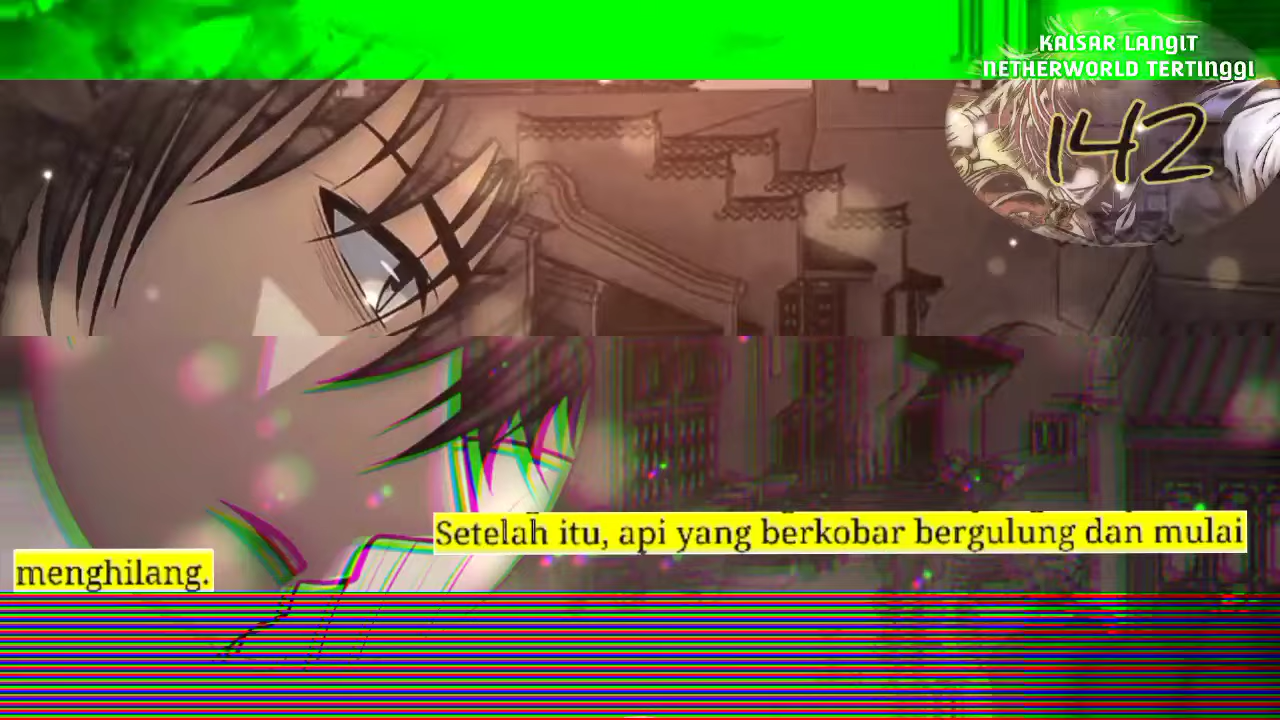 KAISAR LANGIT
NETHERWORLD TERTINGGI
142
Setelah itu, api yang berkobar bergulung dan mulai
menghilang.